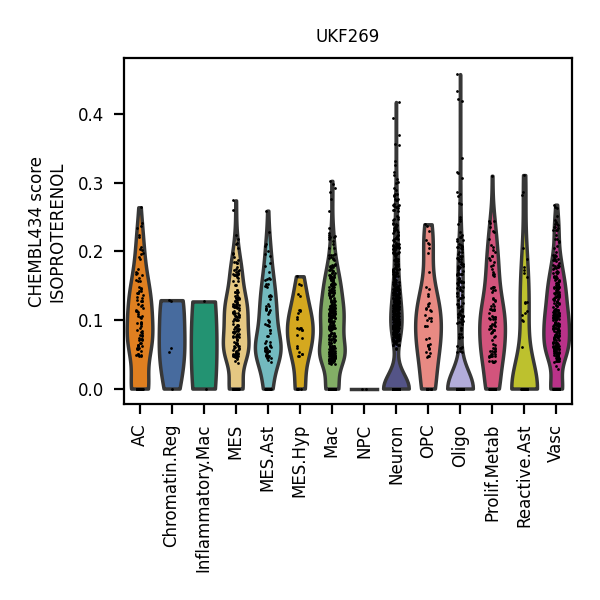 UKF269
CHEMBL434 score
ISOPROTERENOL
0.4
0.3
0.2
0.1
0.0
AC
Chromatin.Reg
Inflammatory.Mac
MES
MES.Ast
MES.Hyp
Mac
NPC
Neuron
OPC
Oligo
Prolif.Metab
Reactive.Ast
Vasc